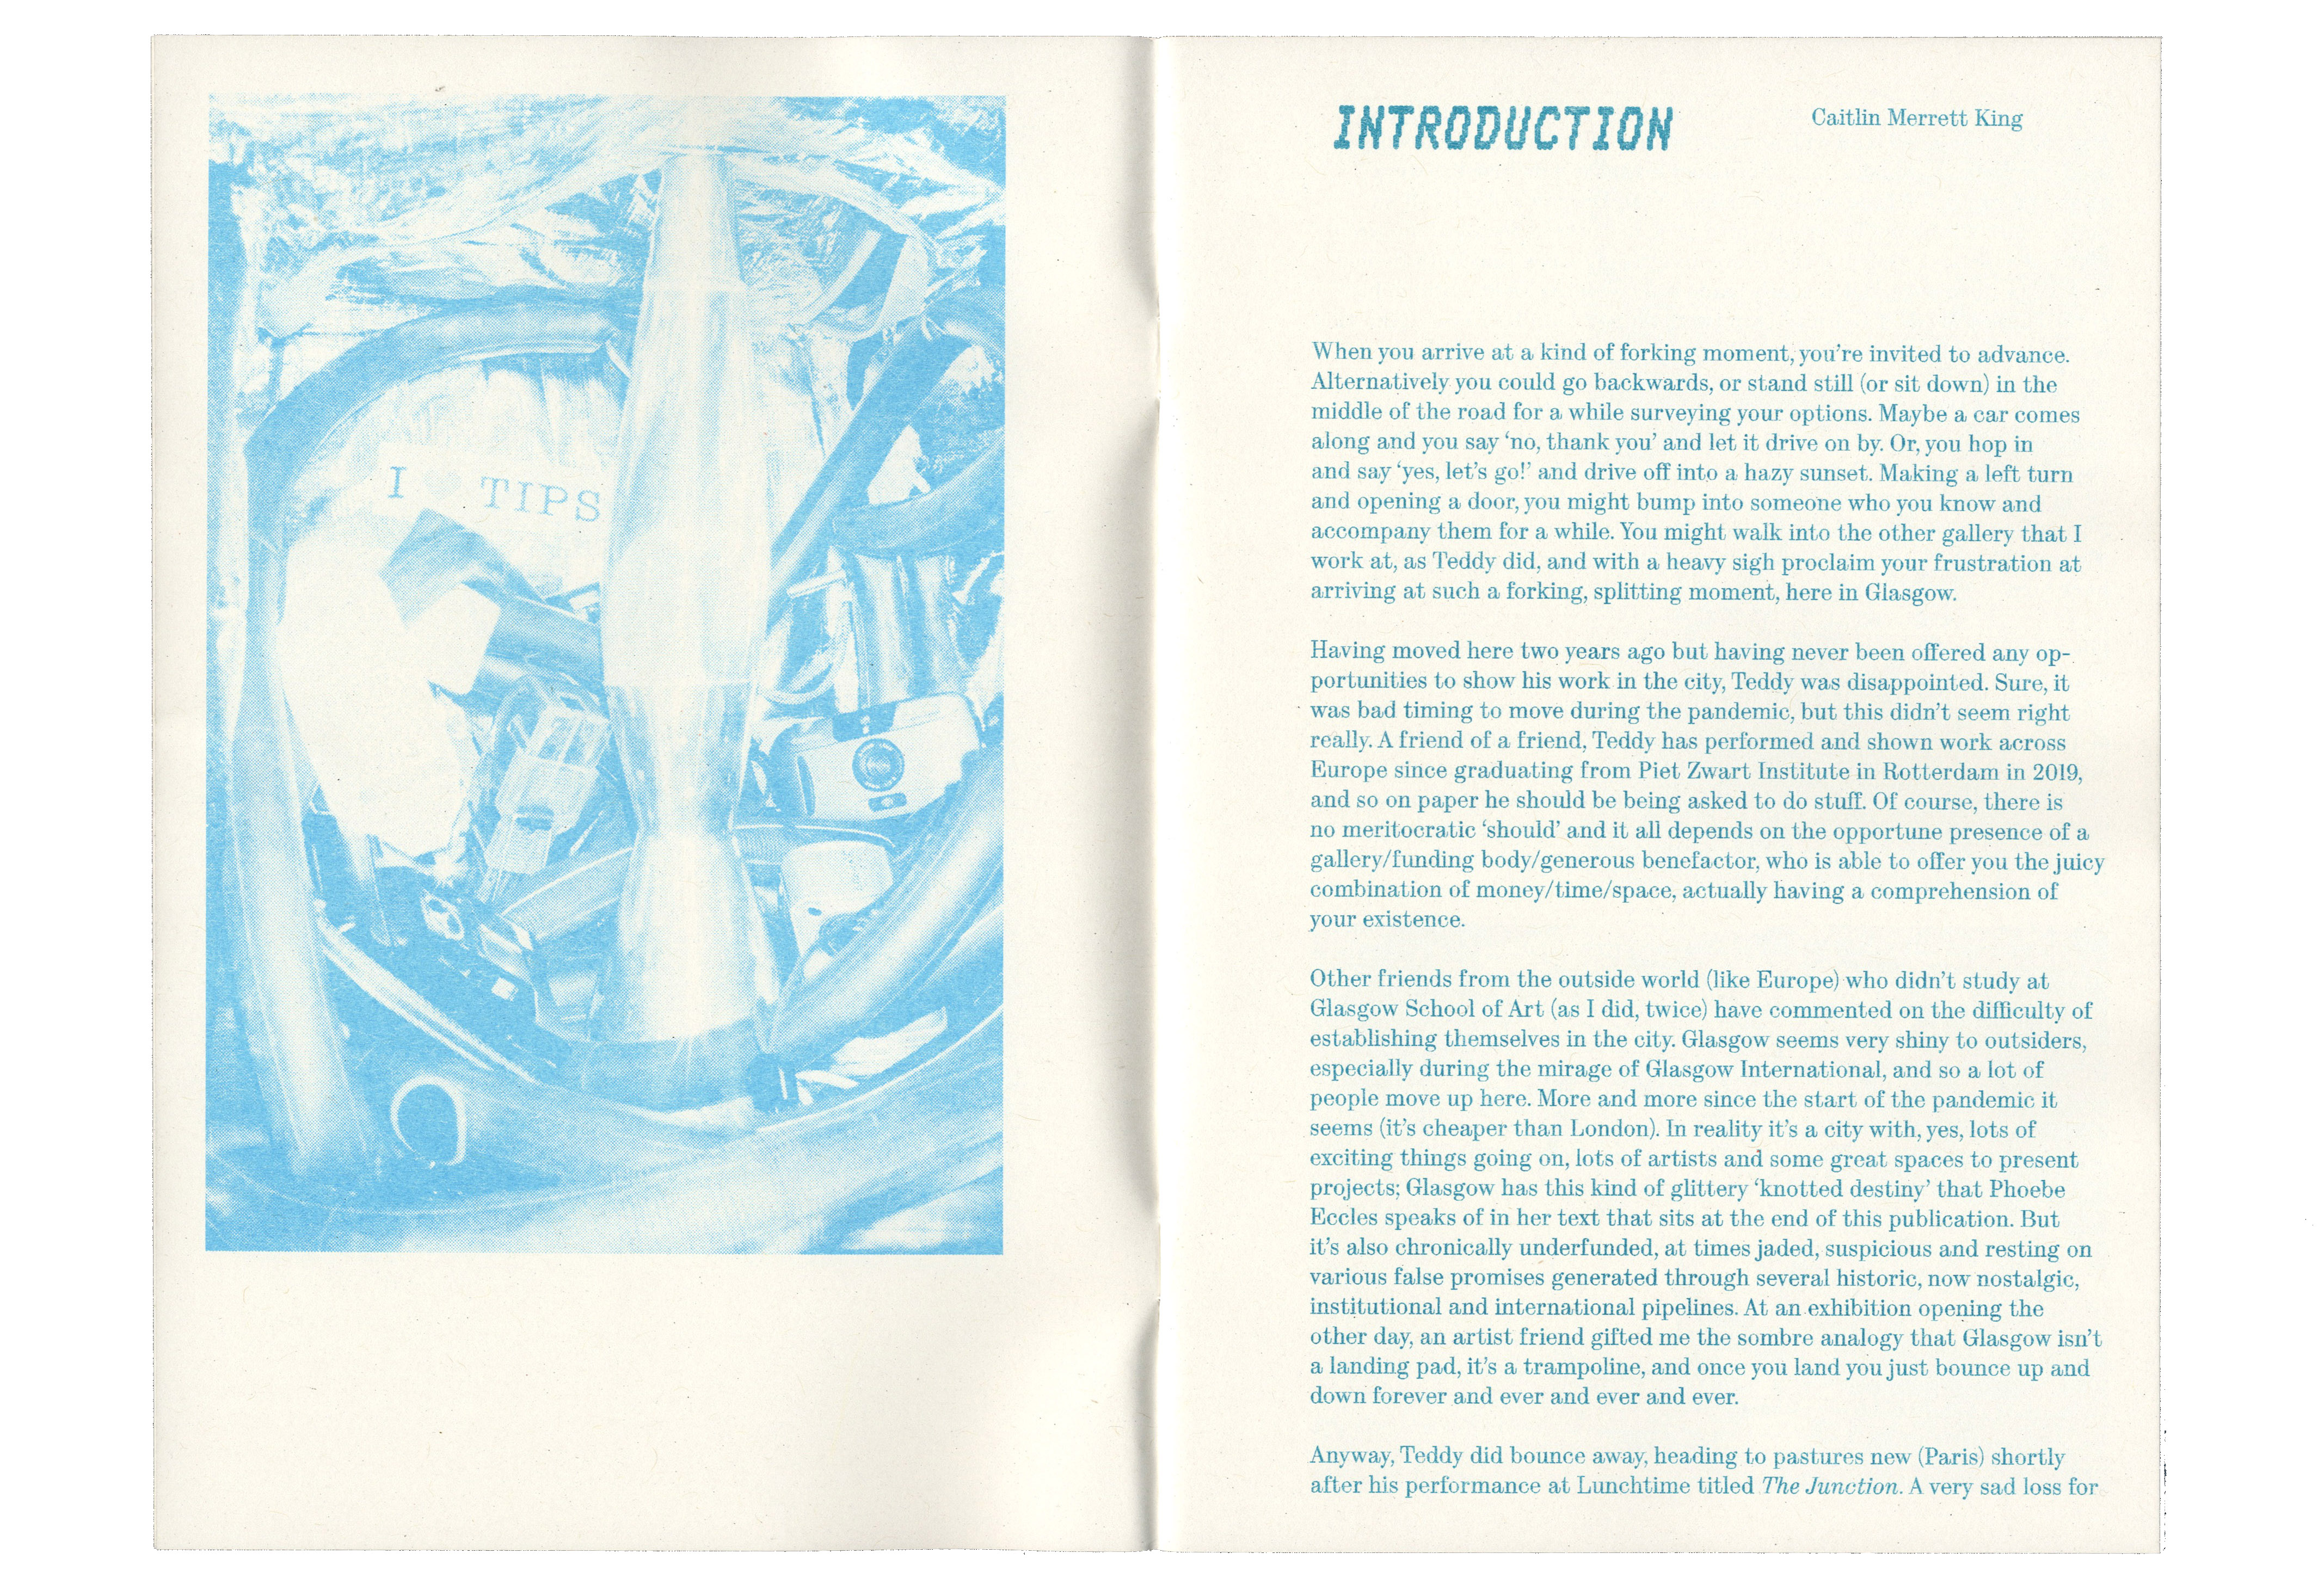 I ♥ TIPS
INTRODUCTION
Caitlin Merrett King
When you arrive at a kind of forking moment, you're invited to advance.
Alternatively you could go backwards, or stand still (or sit down) in the
middle of the road for a while surveying your options. Maybe a car comes
along and you say ‘no, thank you’ and let it drive on by. Or, you hop in
and say ‘yes, let's go!’ and drive off into a hazy sunset. Making a left turn
and opening a door, you might bump into someone who you know and
accompany them for a while. You might walk into the other gallery that I
work at, as Teddy did, and with a heavy sigh proclaim your frustration at
arriving at such a forking, splitting moment, here in Glasgow.
Having moved here two years ago but having never been offered any op-
portunities to show his work in the city, Teddy was disappointed. Sure, it
was bad timing to move during the pandemic, but this didn't seem right
really. A friend of a friend, Teddy has performed and shown work across
Europe since graduating from Piet Zwart Institute in Rotterdam in 2019,
and so on paper he should be being asked to do stuff. Of course, there is
no meritocratic ‘should’ and it all depends on the opportune presence of a
gallery/funding body/generous benefactor, who is able to offer you the juicy
combination of money/time/space, actually having a comprehension of
your existence.
Other friends from the outside world (like Europe) who didn't study at
Glasgow School of Art (as I did, twice) have commented on the difficulty of
establishing themselves in the city. Glasgow seems very shiny to outsiders,
especially during the mirage of Glasgow International, and so a lot of
people move up here. More and more since the start of the pandemic it
seems (it's cheaper than London). In reality it's a city with, yes, lots of
exciting things going on, lots of artists and some great spaces to present
projects; Glasgow has this kind of glittery ‘knotted destiny’ that Phoebe
Eccles speaks of in her text that sits at the end of this publication. But
it's also chronically underfunded, at times jaded, suspicious and resting on
various false promises generated through several historic, now nostalgic,
institutional and international pipelines. At an exhibition opening the
other day, an artist friend gifted me the sombre analogy that Glasgow isn't
a landing pad, it's a trampoline, and once you land you just bounce up and
down forever and ever and ever and ever.
Anyway, Teddy did bounce away, heading to pastures new (Paris) shortly
after his performance at Lunchtime titled The Junction. A very sad loss for